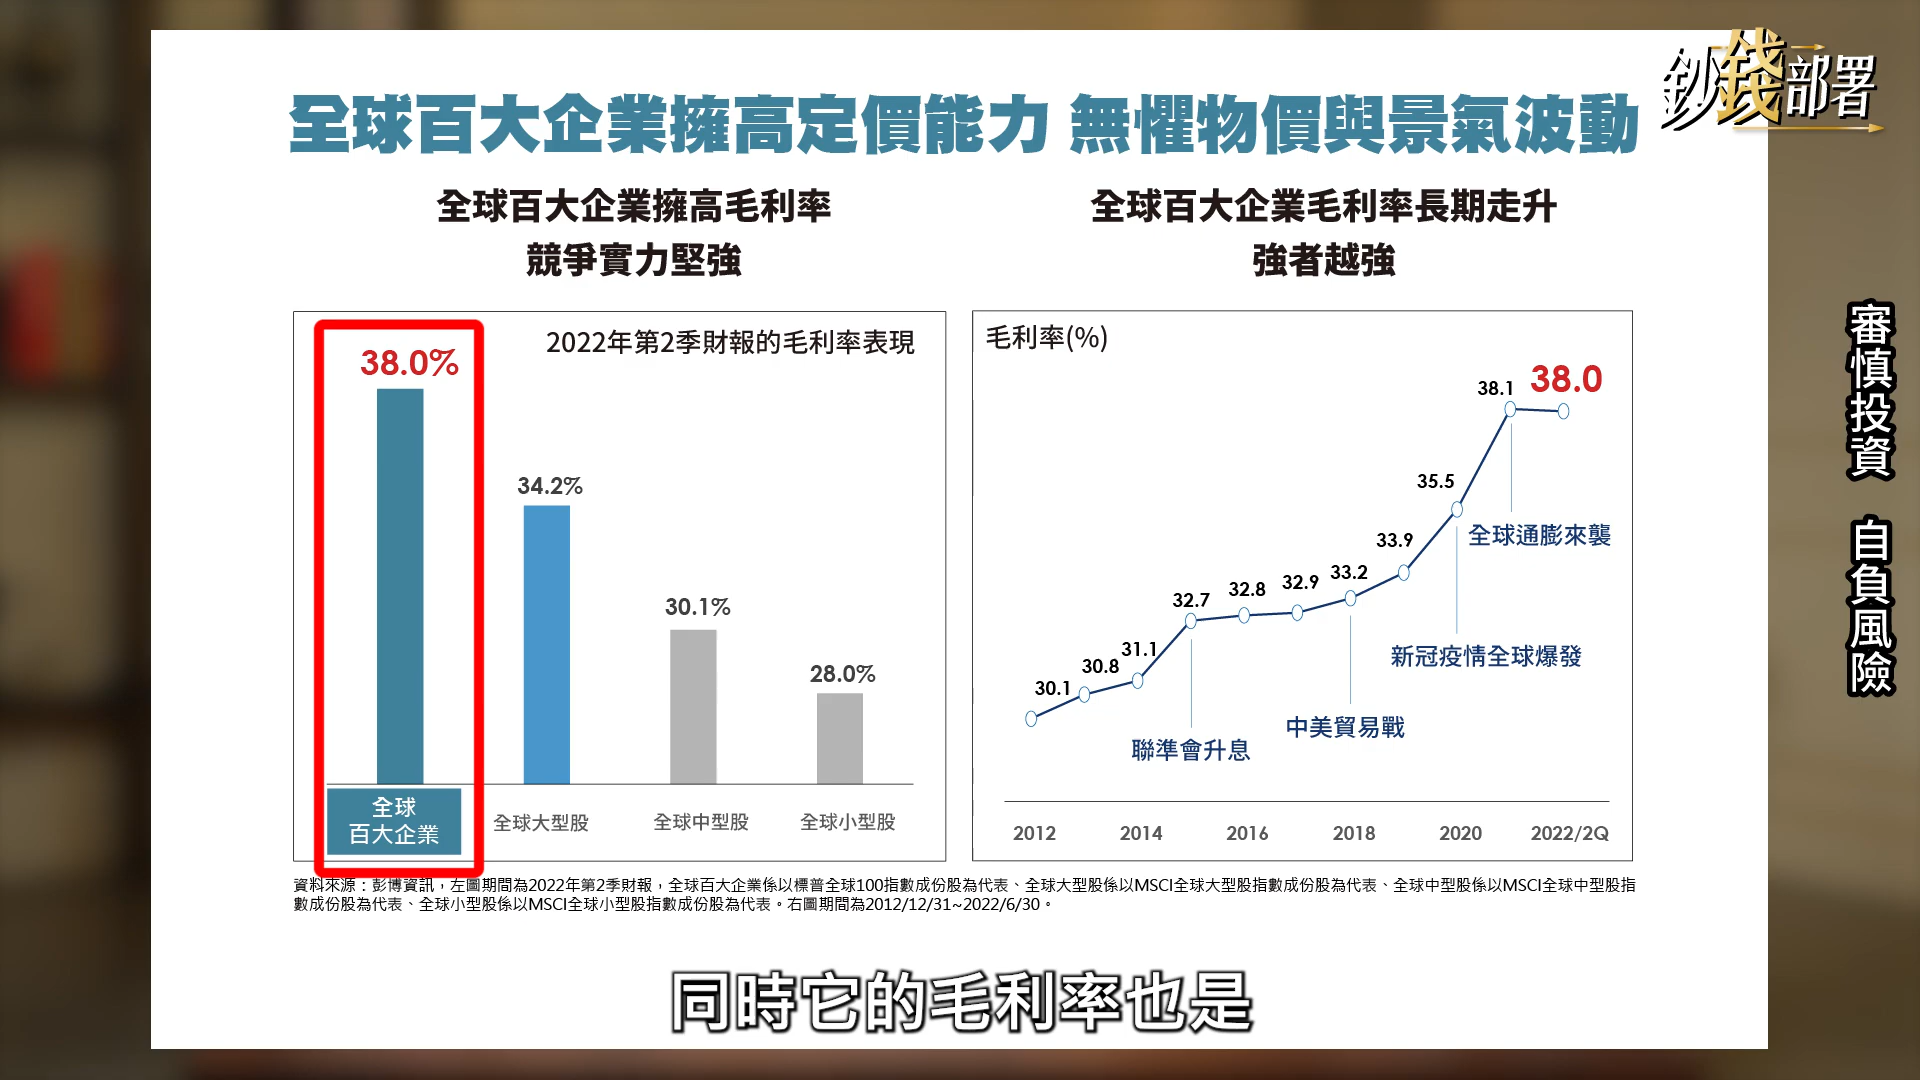 全球百大企業擁高定價能力 無懼物價與景氣波動
鈔錢部署
全球百大企業擁高毛利率
競爭實力堅強
全球百大企業毛利率長期走升
強者越強
2022年第2季財報的毛利率表現
38.0%
34.2%
30.1%
28.0%
全球
百大企業
全球大型股
全球中型股
全球小型股
毛利率(%)
30.1
30.8
31.1
32.7
32.8
32.9
33.2
33.9
35.5
38.1
38.0
全球通膨來襲
新冠疫情全球爆發
中美貿易戰
聯準會升息
2012
2014
2016
2018
2020
2022/2Q
資料來源：彭博資訊，左圖期間為2022年第2季財報，全球百大企業係以標普全球100指數成份股為代表、全球大型股係以MSCI全球大型股指數成份股為代表、全球中型股係以MSCI全球中型股指
數成份股為代表、全球小型股係以MSCI全球小型股指數成份股為代表。右圖期間為2012/12/31~2022/6/30。
審慎投資 自負風險
同時它的毛利率也是